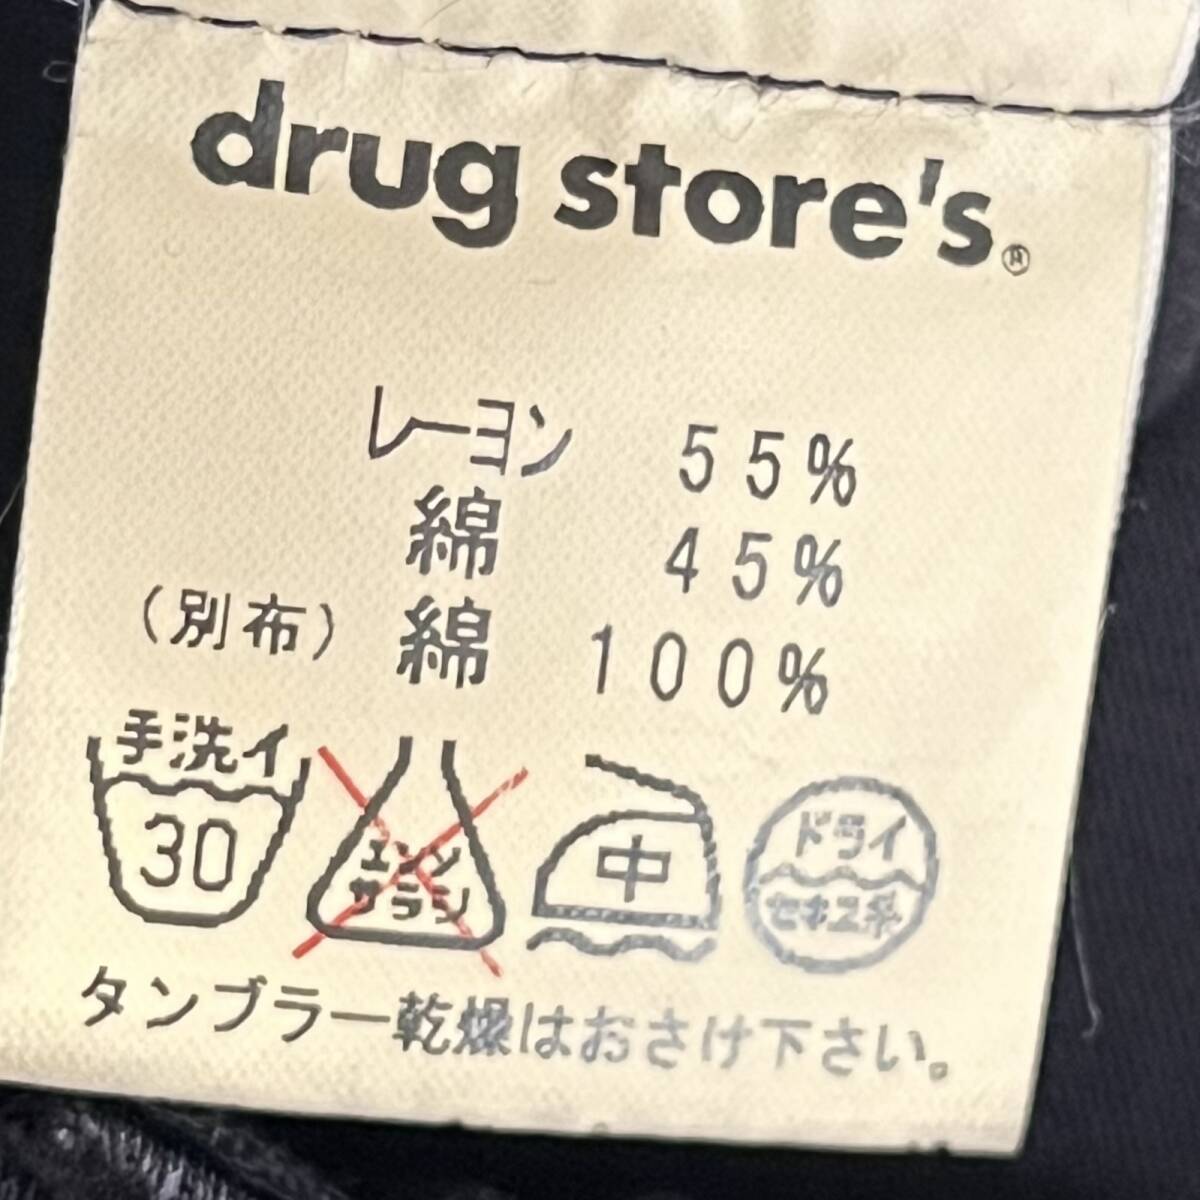 drug store's®
レーヨン 55%
綿 45%
(別布) 綿 100%
手洗イ
30
エンソ
サラシ
中
ドライ
セキユ系
タンブラー乾燥はおさけ下さい。